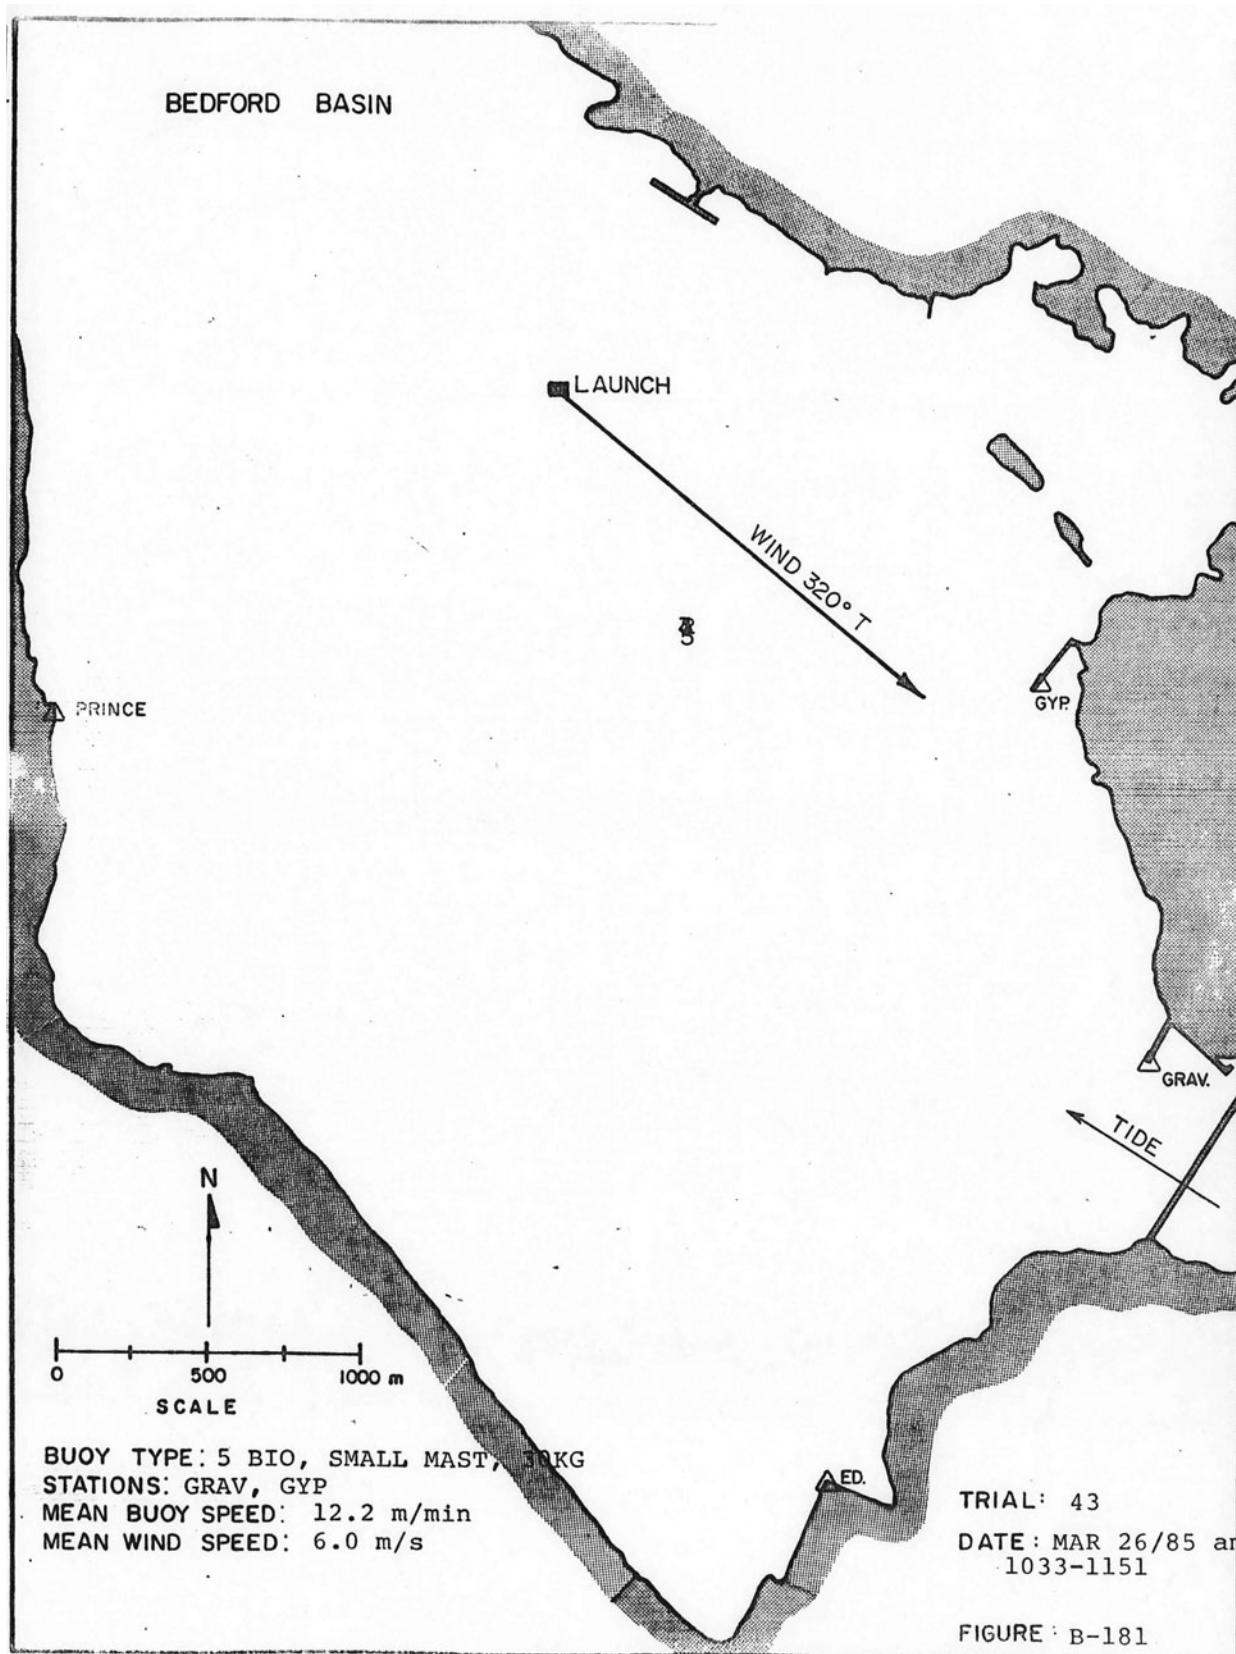 BEDFORD BASIN
LAUNCH
WIND 320° T
5
PRINCE
GYP.
GRAV.
TIDE
N
0 500 1000 m
SCALE
BUOY TYPE: 5 BIO, SMALL MAST, 30KG
STATIONS: GRAV, GYP
MEAN BUOY SPEED: 12.2 m/min
MEAN WIND SPEED: 6.0 m/s
ED.
TRIAL: 43
DATE: MAR 26/85 am
1033-1151
FIGURE: B-181